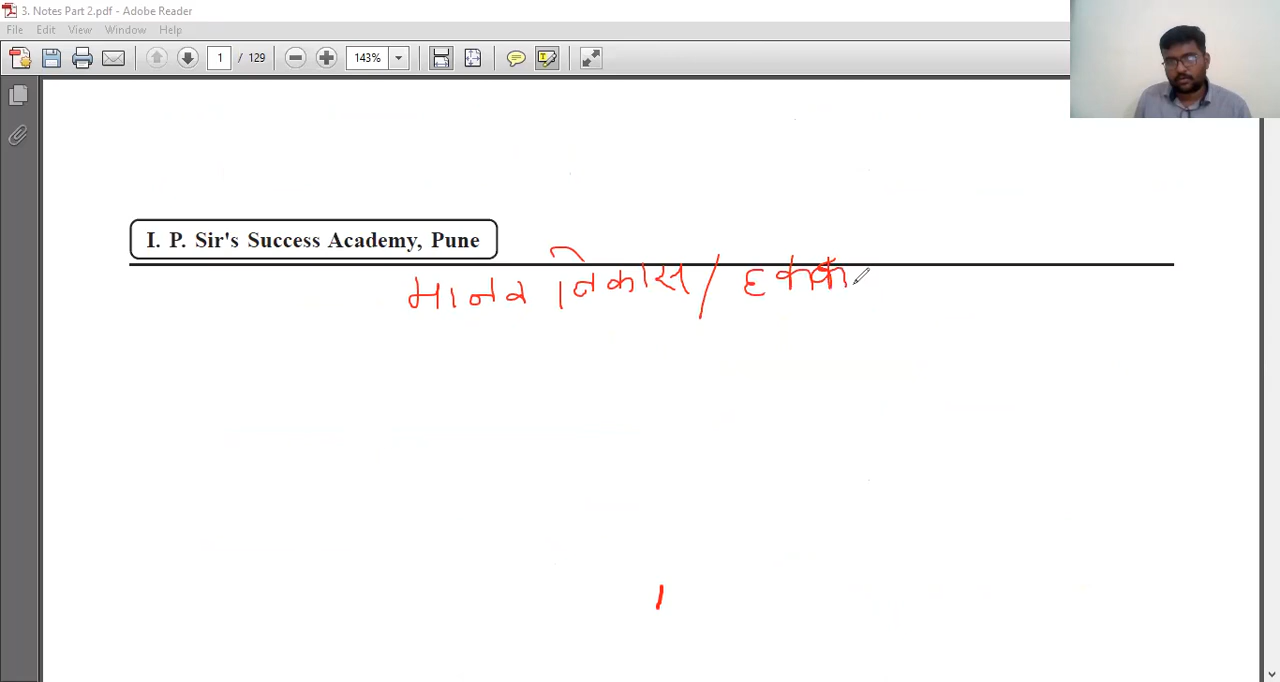 3. Notes Part 2.pdf - Adobe Reader
File Edit View Window Help
1 / 129 143%
I. P. Sir's Success Academy, Pune
मानव विकास / हक्क